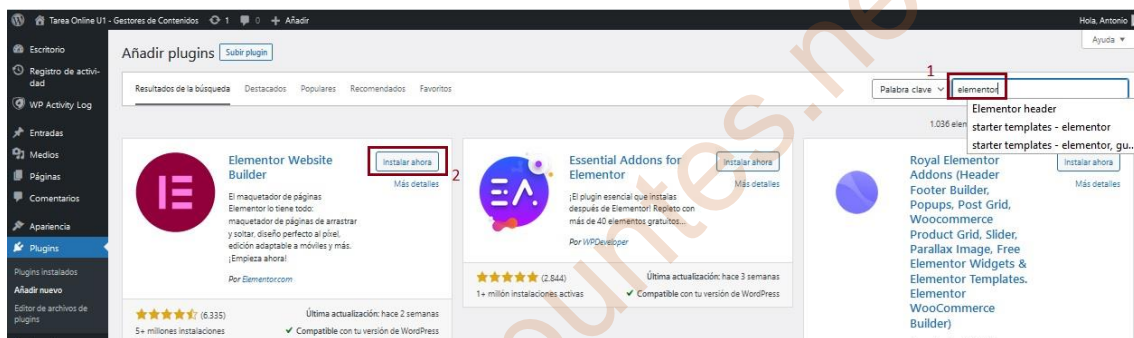 Tarea Online U1 - Gestores de Contenidos 1 0 + Añadir Hola, Antonio
Ayuda
Escritorio
Registro de activi-
dad
WP Activity Log
Entradas
Medios
Páginas
Comentarios
Apariencia
Plugins
Plugins instalados
Añadir nuevo
Editor de archivos de
plugins
Añadir plugins Subir plugin
1
Resultados de la búsqueda Destacados Populares Recomendados Favoritos Palabra clave elementor
Elementor header
starter templates - elementor
starter templates - elementor, gu...
1.036
Elementor Website
Builder
Instalar ahora
2
Más detalles
El maquetador de páginas
Elementor lo tiene todo:
maquetador de páginas de arrastrar
y soltar, diseño perfecto al píxel,
edición adaptable a móviles y más.
¡Empieza ahora!
Por Elementor.com
(6.335)
5+ millones instalaciones
Última actualización: hace 2 semanas
Compatible con tu versión de WordPress
Essential Addons for
Elementor
Instalar ahora
Más detalles
¡El plugin esencial que instalas
después de Elementor! Repleto con
más de 40 elementos gratuitos...
Por WPDeveloper
(2.844)
1+ millón instalaciones activas
Última actualización: hace 3 semanas
Compatible con tu versión de WordPress
Royal Elementor
Addons (Header
Footer Builder,
Popups, Post Grid,
Woocommerce
Product Grid, Slider,
Parallax Image, Free
Elementor Widgets &
Elementor Templates.
Elementor
WooCommerce
Builder)
Instalar ahora
Más detalles